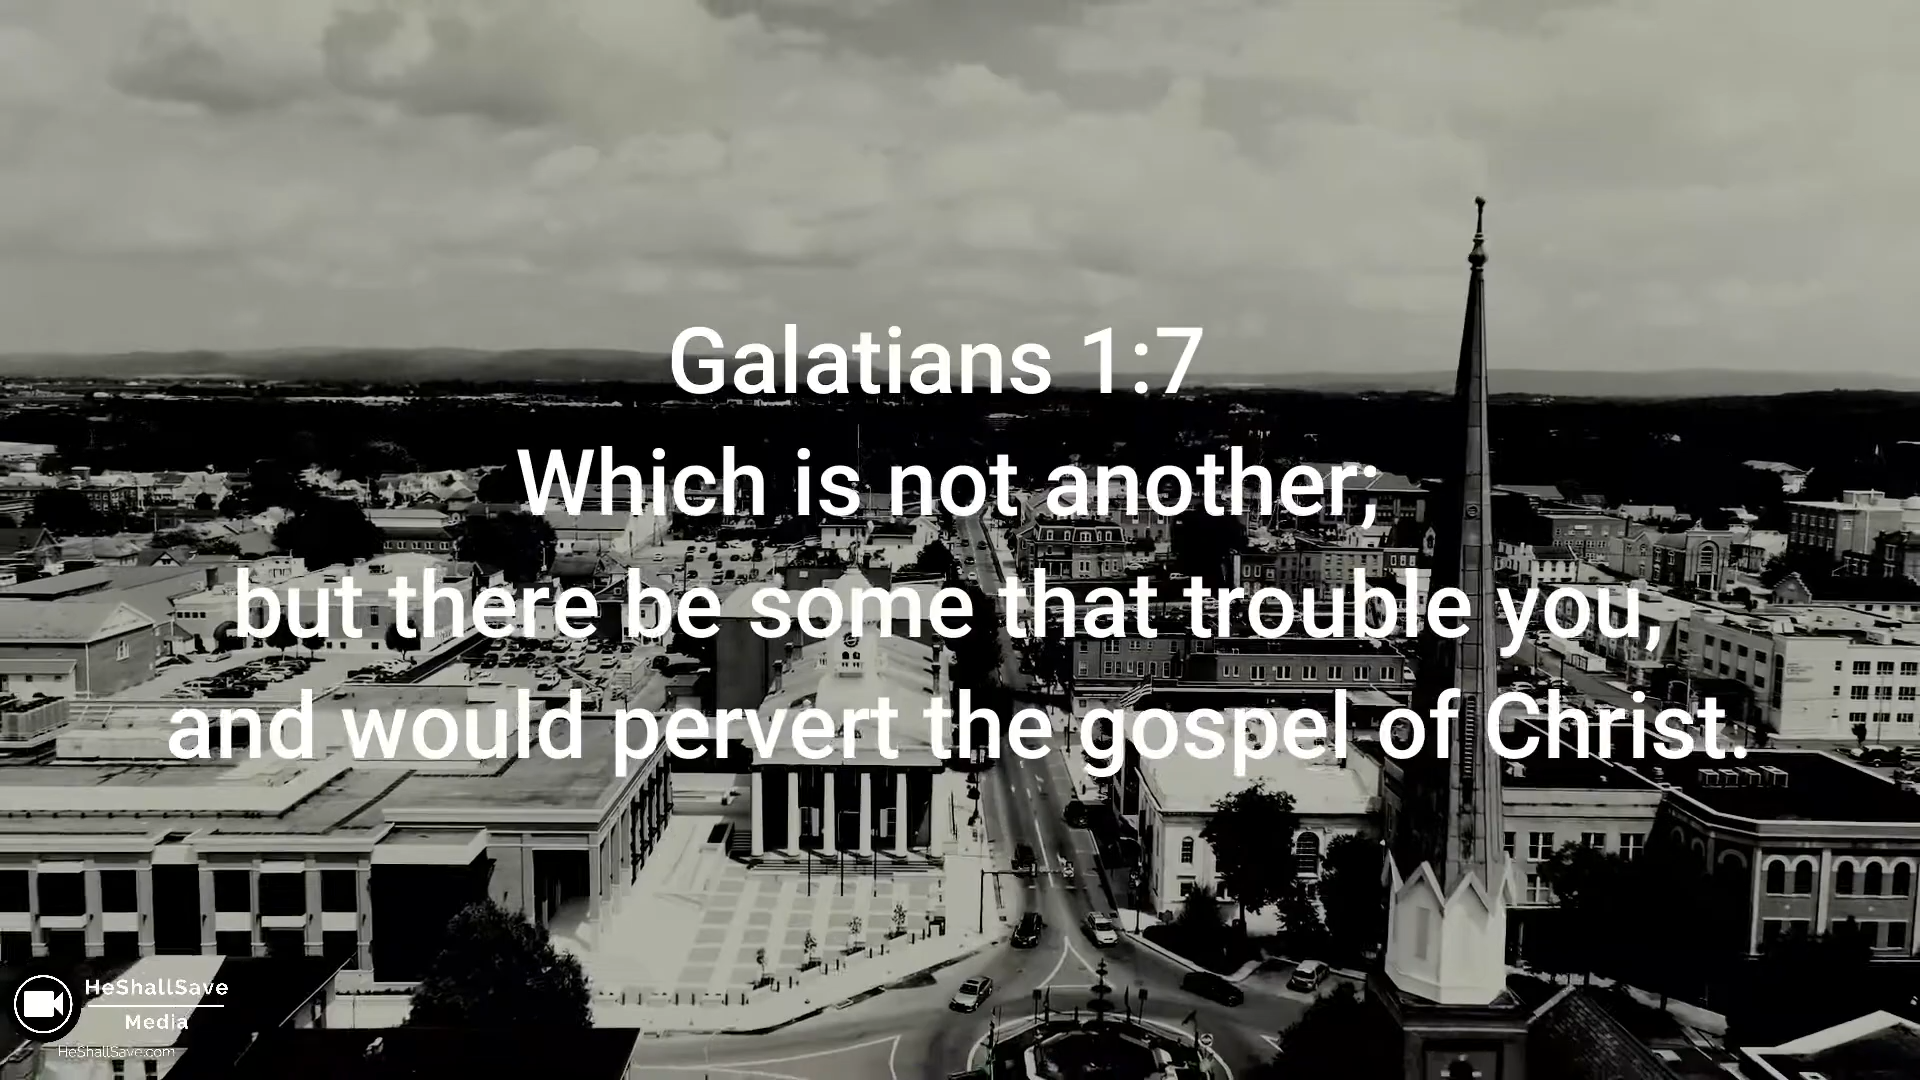 Galatians 1:7
Which is not another;
but there be some that trouble you,
and would pervert the gospel of Christ.
HeShallSave
Media
HeShallSave.com